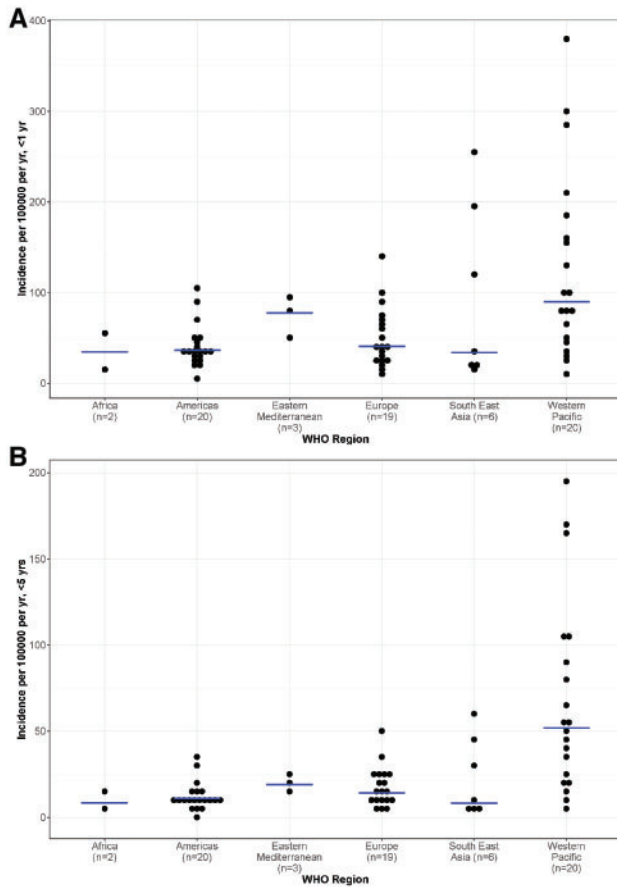 A
Incidence per 100000 per yr, <1 yr
400
300
200
100
0
Africa
(n=2)
Americas
(n=20)
Eastern
Mediterranean
(n=3)
Europe
(n=19)
South East
Asia (n=6)
Western
Pacific
(n=20)
WHO Region
B
Incidence per 100000 per yr, <5 yrs
200
150
100
50
0
Africa
(n=2)
Americas
(n=20)
Eastern
Mediterranean
(n=3)
Europe
(n=19)
South East
Asia (n=6)
Western
Pacific
(n=20)
WHO Region